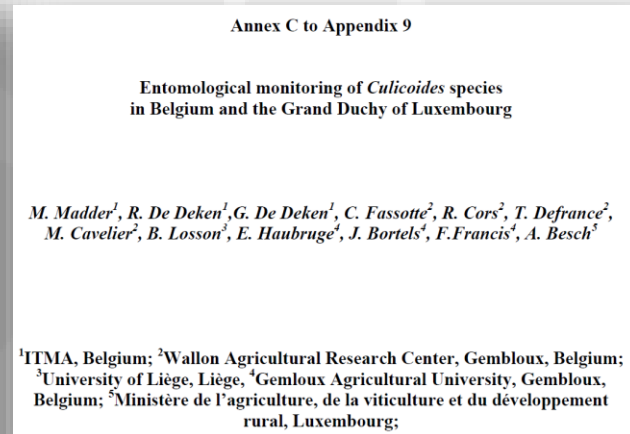 Annex C to Appendix 9
Entomological monitoring of Culicoides species
in Belgium and the Grand Duchy of Luxembourg
M. Madder¹, R. De Deken¹,G. De Deken¹, C. Fassotte², R. Cors², T. Defrance²,
M. Cavelier², B. Losson³, E. Haubruge⁴, J. Bortels⁴, F.Francis⁴, A. Besch⁵
¹ITMA, Belgium; ²Wallon Agricultural Research Center, Gembloux, Belgium;
³University of Liège, Liège, ⁴Gemloux Agricultural University, Gembloux,
Belgium; ⁵Ministère de l'agriculture, de la viticulture et du développement
rural, Luxembourg;